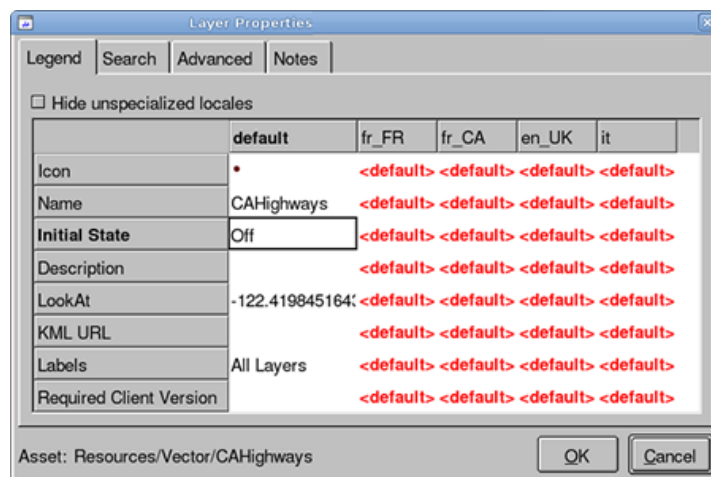 Layer Properties
Legend Search Advanced Notes
Hide unspecialized locales
default fr_FR fr_CA en_UK it
Icon <default> <default> <default> <default>
Name CAHighways <default> <default> <default> <default>
Initial State Off <default> <default> <default> <default>
Description <default> <default> <default> <default>
LookAt -122.4198451643 <default> <default> <default> <default>
KML URL <default> <default> <default> <default>
Labels All Layers <default> <default> <default> <default>
Required Client Version <default> <default> <default> <default>
Asset: Resources/Vector/CAHighways OK Cancel